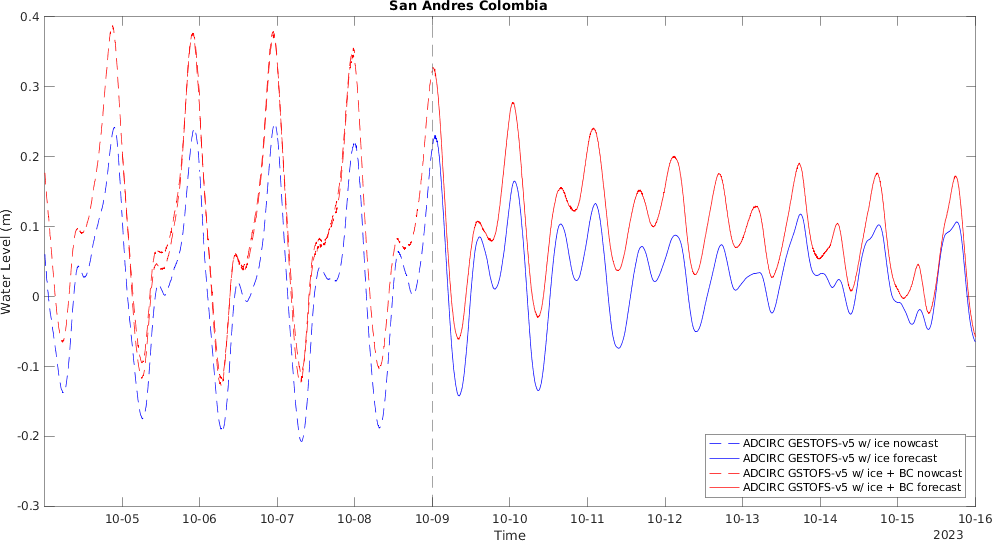 San Andres Colombia
0.4
0.3
0.2
0.1
0
-0.1
-0.2
-0.3
Water Level (m)
ADCIRC GESTOFS-v5 w/ ice nowcast
ADCIRC GESTOFS-v5 w/ ice forecast
ADCIRC GSTOFS-v5 w/ ice + BC nowcast
ADCIRC GSTOFS-v5 w/ ice + BC forecast
10-05 10-06 10-07 10-08 10-09 10-10 10-11 10-12 10-13 10-14 10-15 10-16
Time
2023